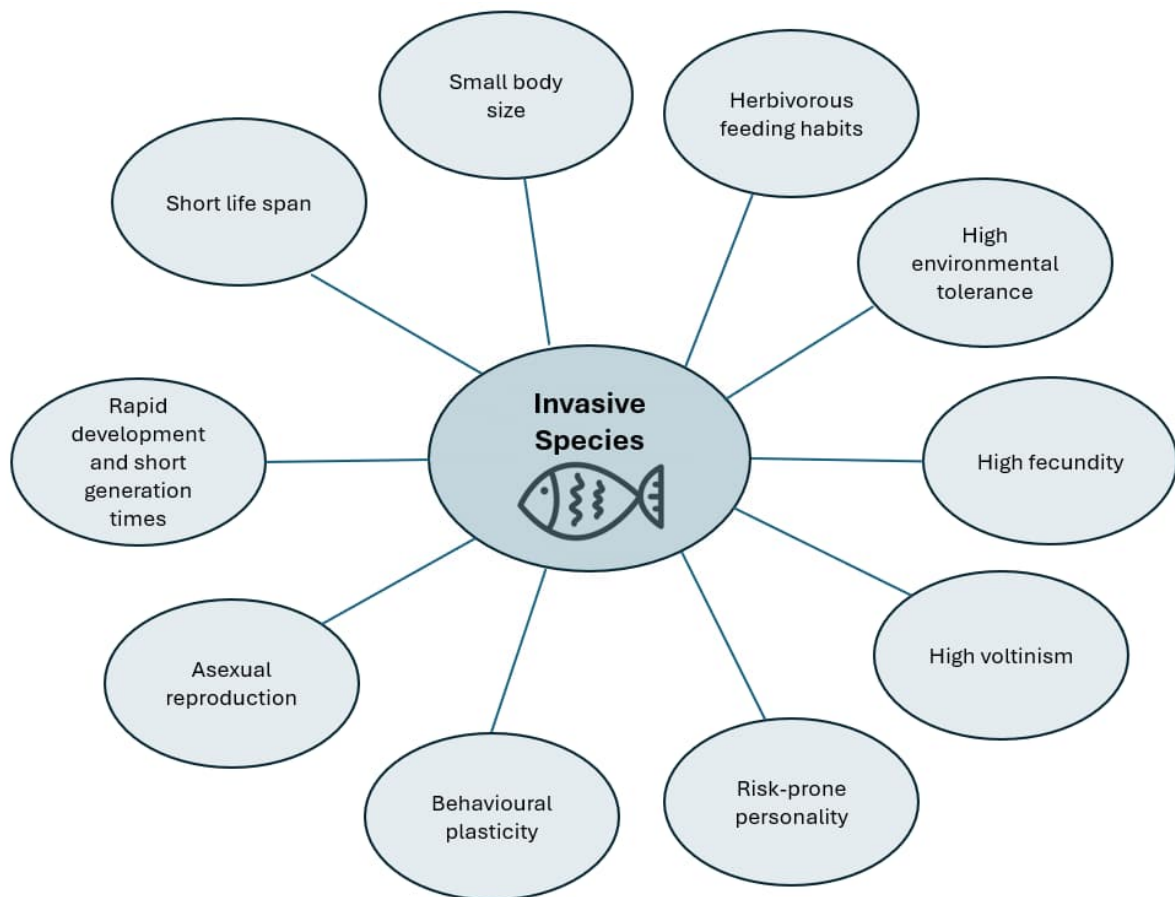 Small body
size
Herbivorous
feeding habits
Short life span
High
environmental
tolerance
Invasive
Species
Rapid
development
and short
generation
times
High fecundity
Asexual
reproduction
High voltinism
Behavioural
plasticity
Risk-prone
personality